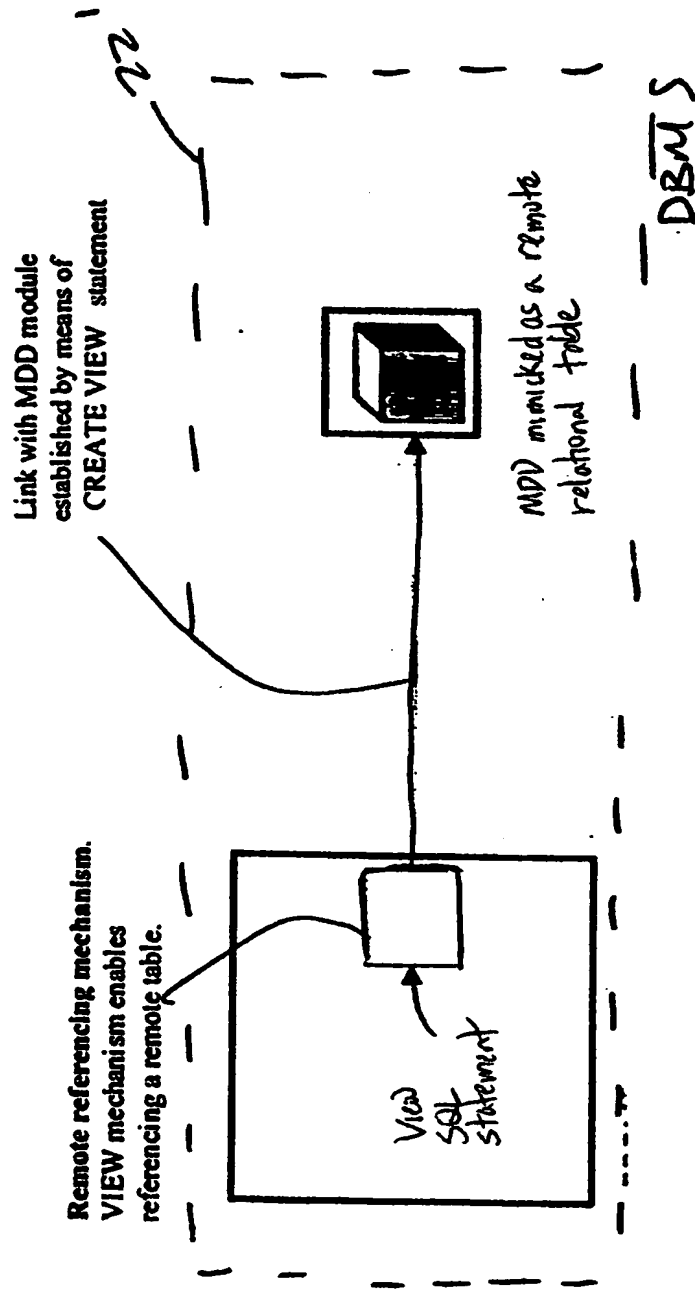 Remote referencing mechanism.
VIEW mechanism enables
referencing a remote table.
Link with MDD module
established by means of
CREATE VIEW statement
22
View
SQL
statement
MDD mimicked as a remote
relational table
DBMS